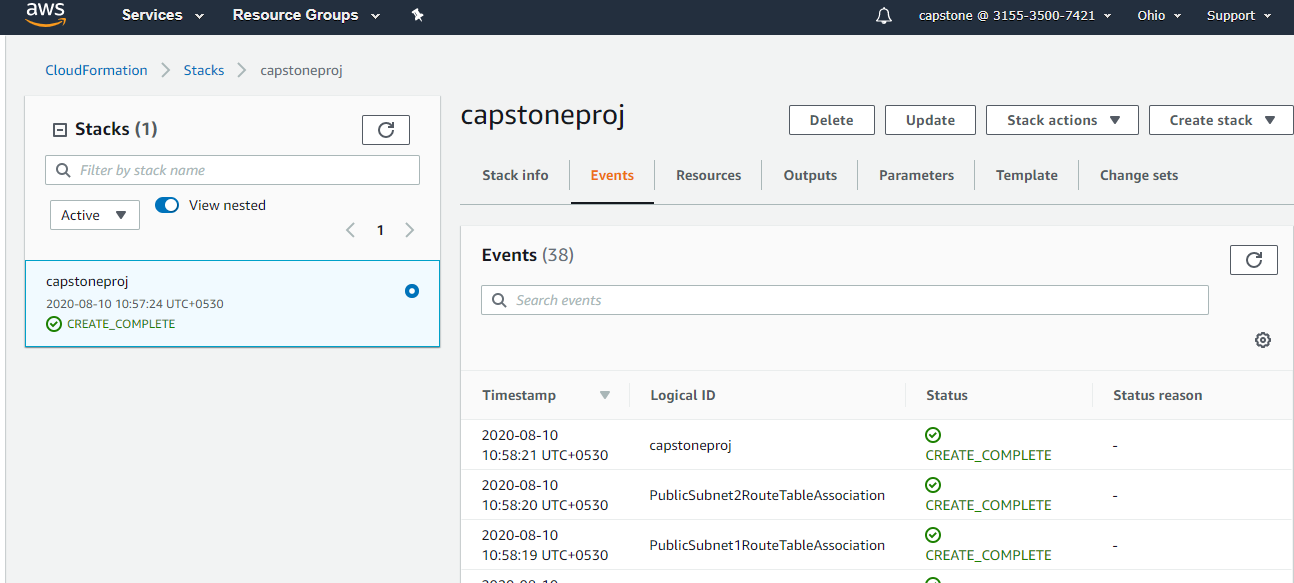 aws
Services
Resource Groups
capstone @ 3155-3500-7421
Ohio
Support
CloudFormation
Stacks
capstoneproj
Stacks (1)
Filter by stack name
Active
View nested
1
capstoneproj
2020-08-10 10:57:24 UTC+0530
CREATE_COMPLETE
capstoneproj
Delete
Update
Stack actions
Create stack
Stack info
Events
Resources
Outputs
Parameters
Template
Change sets
Events (38)
Search events
Timestamp
Logical ID
Status
Status reason
2020-08-10
10:58:21 UTC+0530
capstoneproj
CREATE_COMPLETE
-
2020-08-10
10:58:20 UTC+0530
PublicSubnet2RouteTableAssociation
CREATE_COMPLETE
-
2020-08-10
10:58:19 UTC+0530
PublicSubnet1RouteTableAssociation
CREATE_COMPLETE
-
2020-08-10